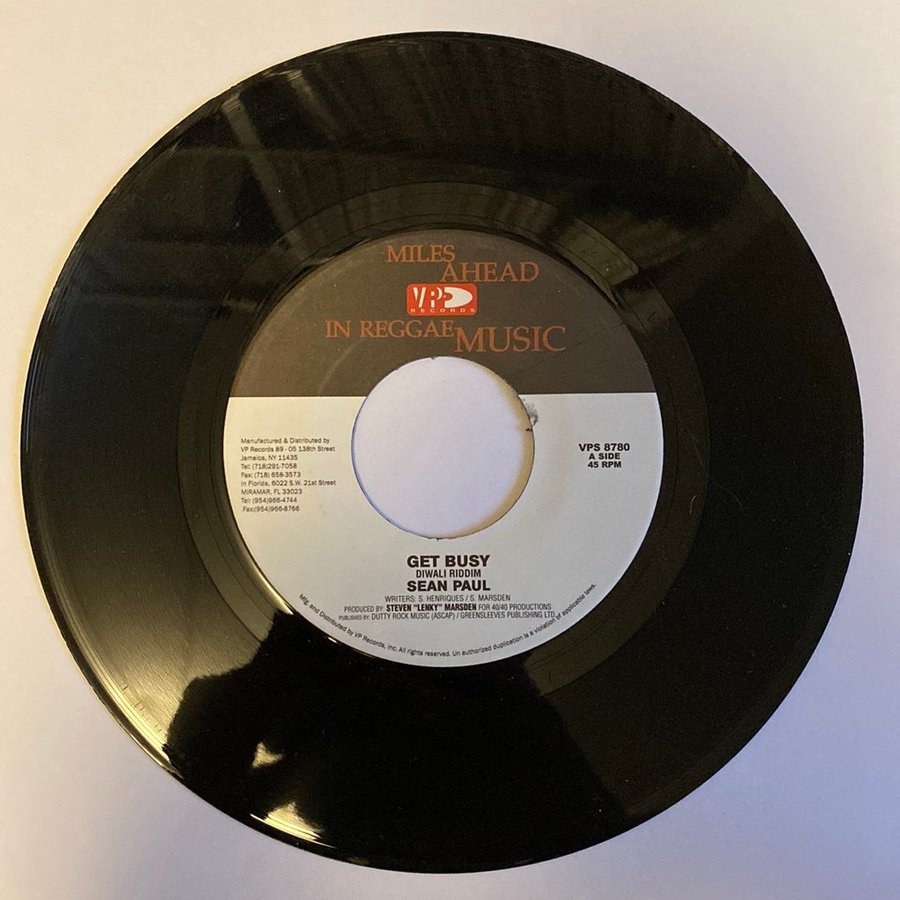 MILES
AHEAD
VP
RECORDS
IN REGGAE MUSIC
Manufactured & Distributed by
VP Records 89 - 05 138th Street
Jamaica, NY 11435
Tel: (718)291-7058
Fax: (718) 658-3573
In Florida, 6022 S.W. 21st Street
MIRAMAR, FL 33023
Tel: (954)966-4744
Fax:(954)966-8766
VPS 8780
A SIDE
45 RPM
GET BUSY
DIWALI RIDDIM
SEAN PAUL
WRITERS: S. HENRIQUES / S. MARSDEN
PRODUCED BY: STEVEN "LENKY" MARSDEN FOR 40/40 PRODUCTIONS
PUBLISHED BY: DUTTY ROCK MUSIC (ASCAP) / GREENSLEEVES PUBLISHING LTD
Mfg. and Distributed by VP Records, Inc. All rights reserved. Un authorized duplication is a violation of applicable laws.